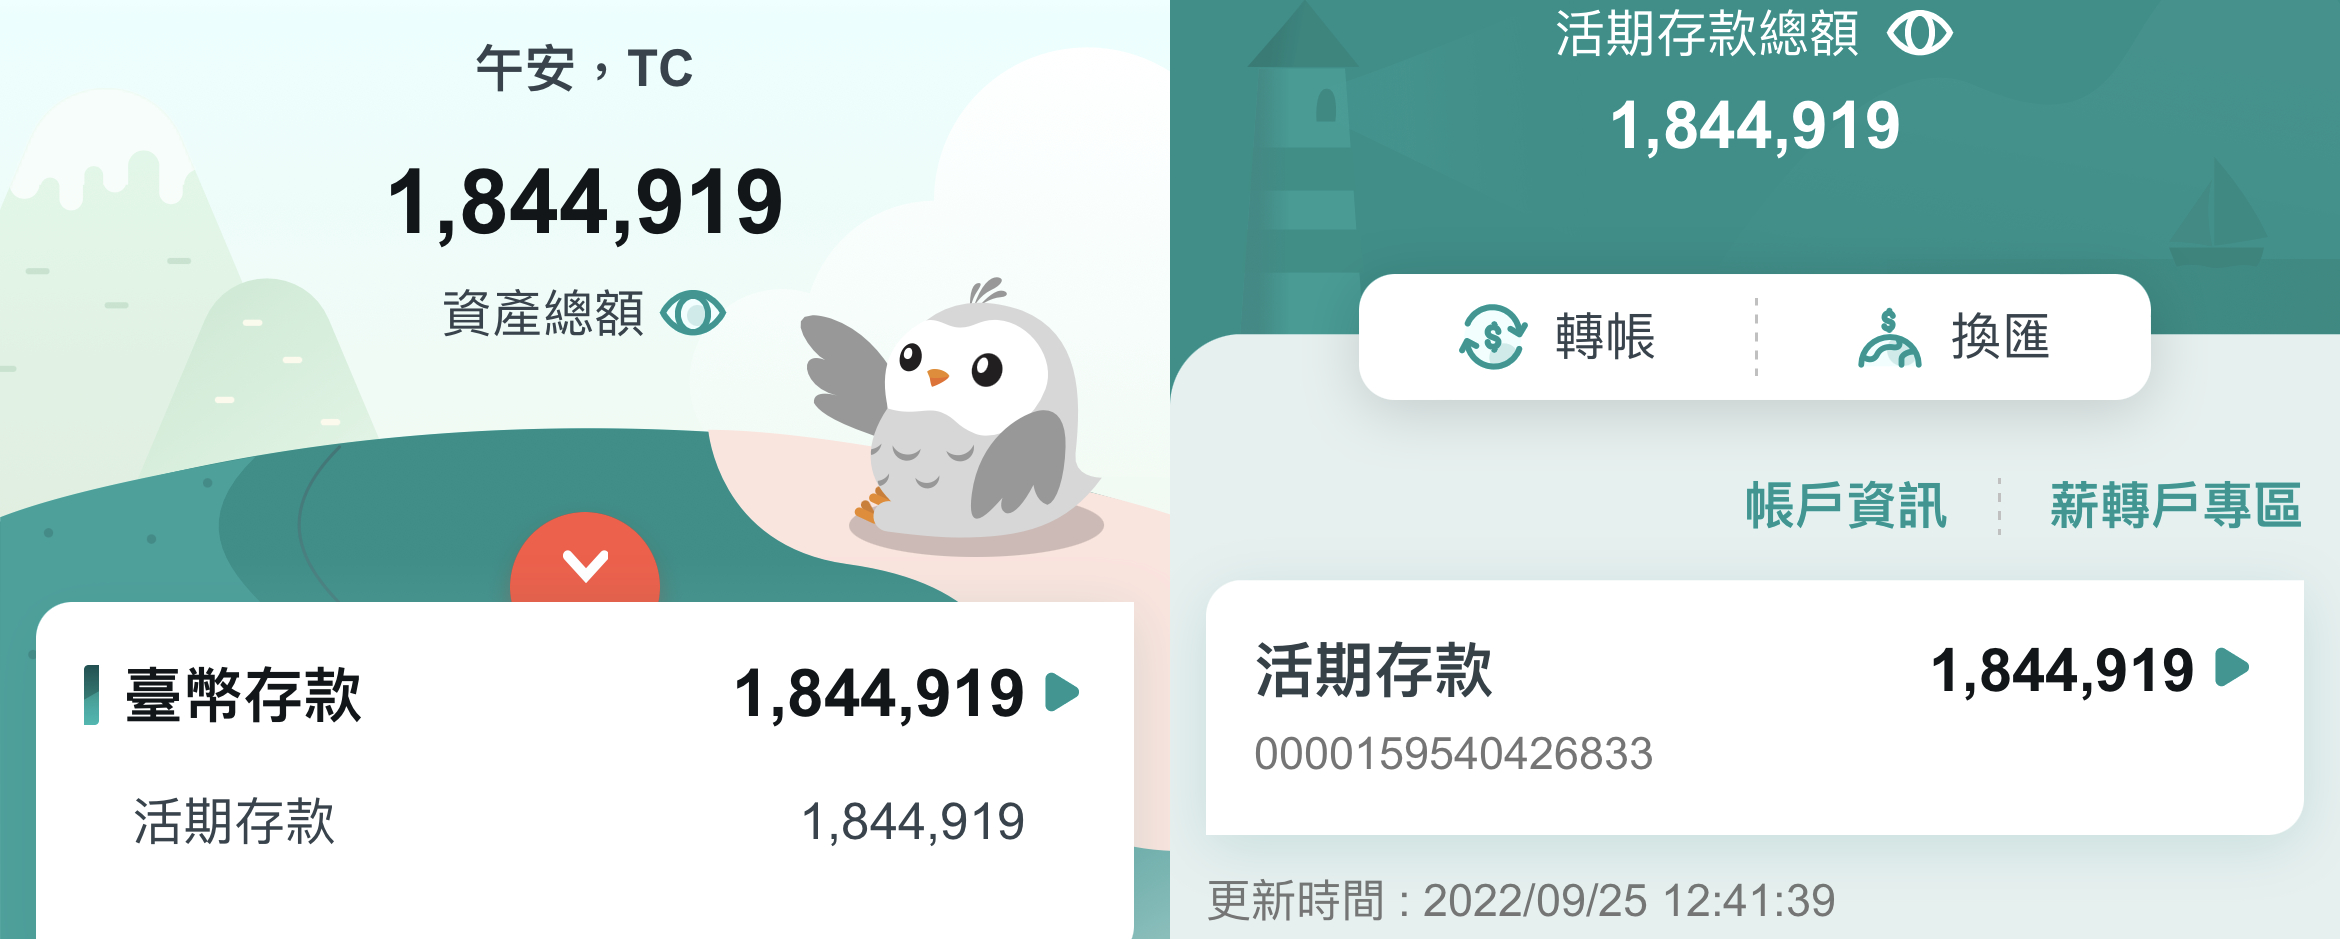 午安，TC
1,844,919
資產總額
臺幣存款 1,844,919
活期存款 1,844,919
活期存款總額
1,844,919
轉帳 換匯
帳戶資訊 薪轉戶專區
活期存款 1,844,919
0000159540426833
更新時間 : 2022/09/25 12:41:39